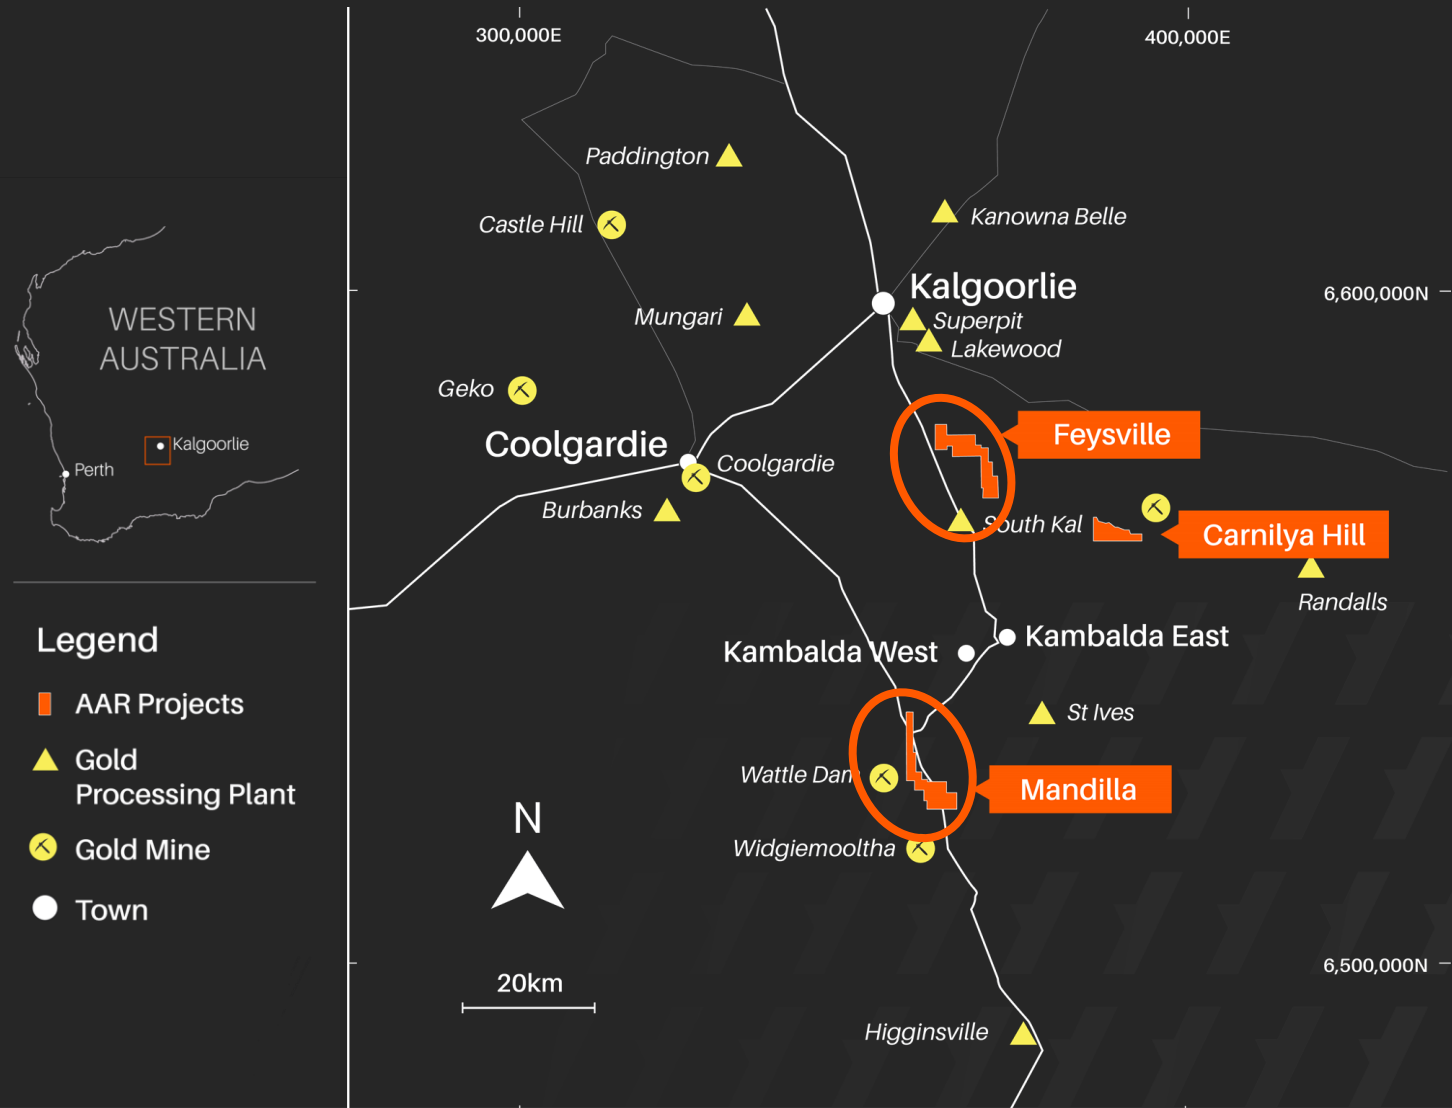 300,000E
400,000E
Paddington
Castle Hill
Kanowna Belle
Kalgoorlie
6,600,000N
Mungari
Superpit
Lakewood
WESTERN
AUSTRALIA
Geko
Feysville
Kalgoorlie
Coolgardie
Coolgardie
Perth
Burbanks
South Kal
Carnilya Hill
Randalls
Legend
Kambalda West
Kambalda East
AAR Projects
St Ives
Gold
Processing Plant
Wattle Dam
Mandilla
N
Gold Mine
Widgiemooltha
Town
6,500,000N
20km
Higginsville